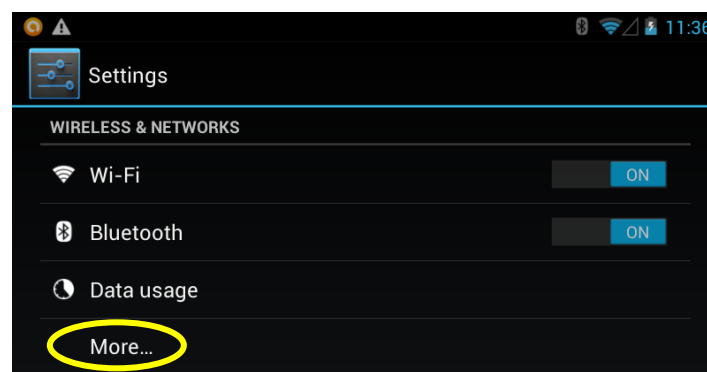 11:36
Settings
WIRELESS & NETWORKS
Wi-Fi ON
Bluetooth ON
Data usage
More...